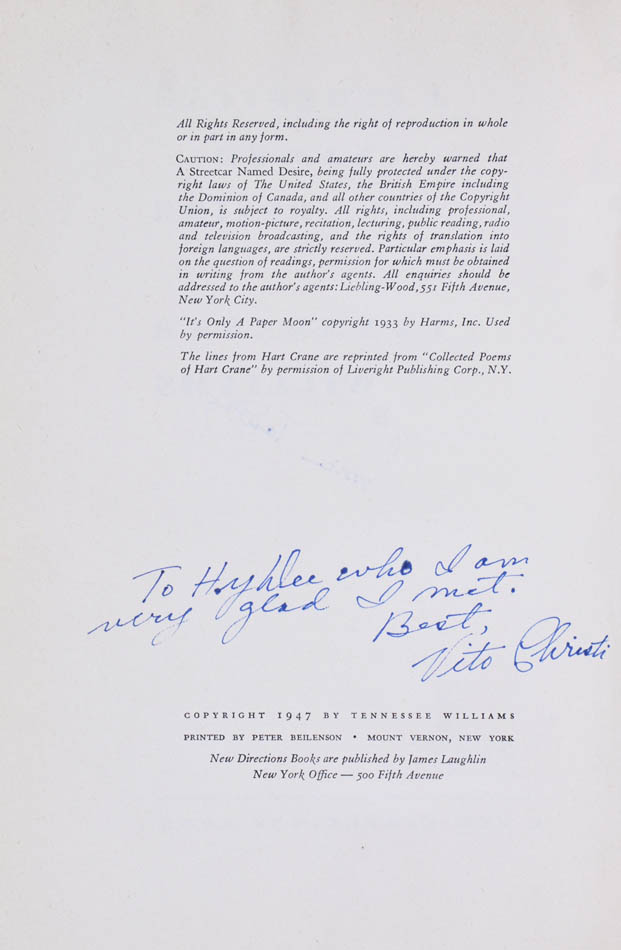 All Rights Reserved, including the right of reproduction in whole
or in part in any form.
CAUTION: Professionals and amateurs are hereby warned that
A Streetcar Named Desire, being fully protected under the copy-
right laws of The United States, the British Empire including
the Dominion of Canada, and all other countries of the Copyright
Union, is subject to royalty. All rights, including professional,
amateur, motion-picture, recitation, lecturing, public reading, radio
and television broadcasting, and the rights of translation into
foreign languages, are strictly reserved. Particular emphasis is laid
on the question of readings, permission for which must be obtained
in writing from the author's agents. All enquiries should be
addressed to the author's agents: Liebling-Wood, 551 Fifth Avenue,
New York City.
"It's Only A Paper Moon" copyright 1933 by Harms, Inc. Used
by permission.
The lines from Hart Crane are reprinted from "Collected Poems
of Hart Crane" by permission of Liveright Publishing Corp., N.Y.
To who I am
very glad I met.
Best,
Vito Christi
COPYRIGHT 1947 BY TENNESSEE WILLIAMS
PRINTED BY PETER BEILENSON • MOUNT VERNON, NEW YORK
New Directions Books are published by James Laughlin
New York Office — 500 Fifth Avenue